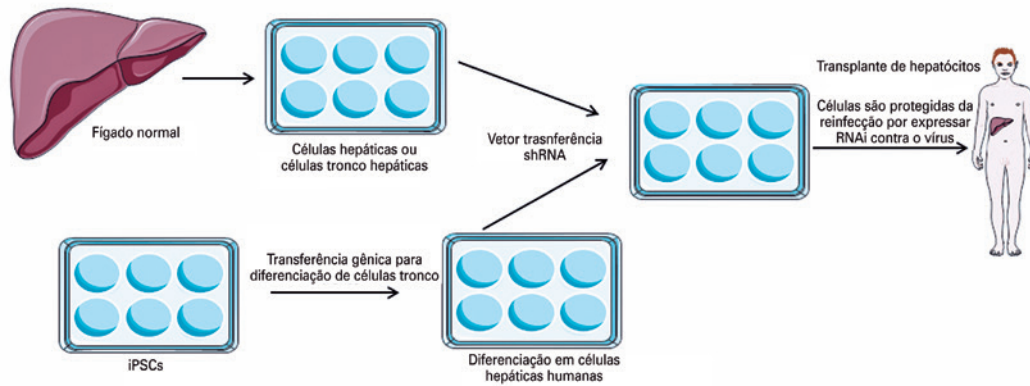 Fígado normal
Células hepáticas ou
células tronco hepáticas
Vetor trasnferência
shRNA
Transplante de hepatócitos
Células são protegidas da
reinfecção por expressar
RNAi contra o vírus
iPSCs
Transferência gênica para
diferenciação de células tronco
Diferenciação em células
hepáticas humanas